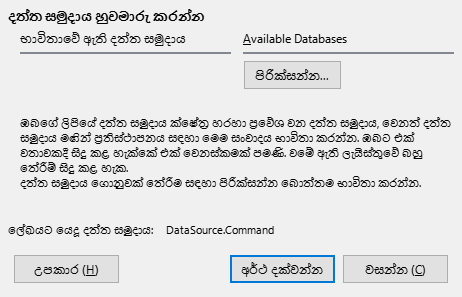 දත්ත සමුදාය හුවමාරු කරන්න
භාවිතාවේ ඇති දත්ත සමුදාය
Available Databases
පිරික්සන්න...
ඔබගේ ලිපියේ දත්ත සමුදාය ක්ෂේත්‍ර හරහා ප්‍රවේශ වන දත්ත සමුදාය, වෙනත් දත්ත
සමුදාය මඟින් ප්‍රතිස්ථාපනය සඳහා මෙම සංවාදය භාවිතා කරන්න. ඔබට එක්
වතාවකදී සිදු කළ හැක්කේ එක් වෙනස්කමක් පමණි. වමේ ඇති ලැයිස්තුවේ බහු
තේරීම් සිදු කළ හැක.
දත්ත සමුදාය ගොනුවක් තේරීම සඳහා පිරික්සන්න බොත්තම භාවිතා කරන්න.
ලේඛයට යෙදූ දත්ත සමුදාය: DataSource.Command
උපකාර (H)
අර්ථ දක්වන්න
වසන්න (C)